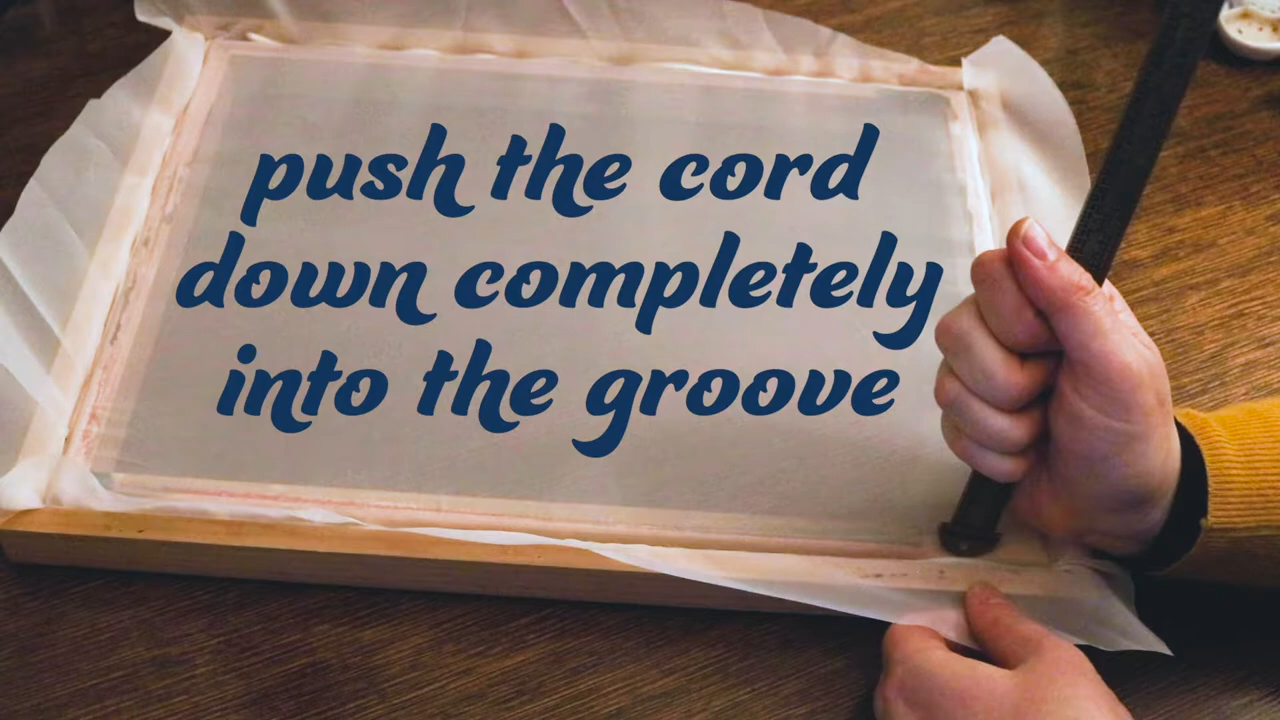 push the cord
down completely
into the groove